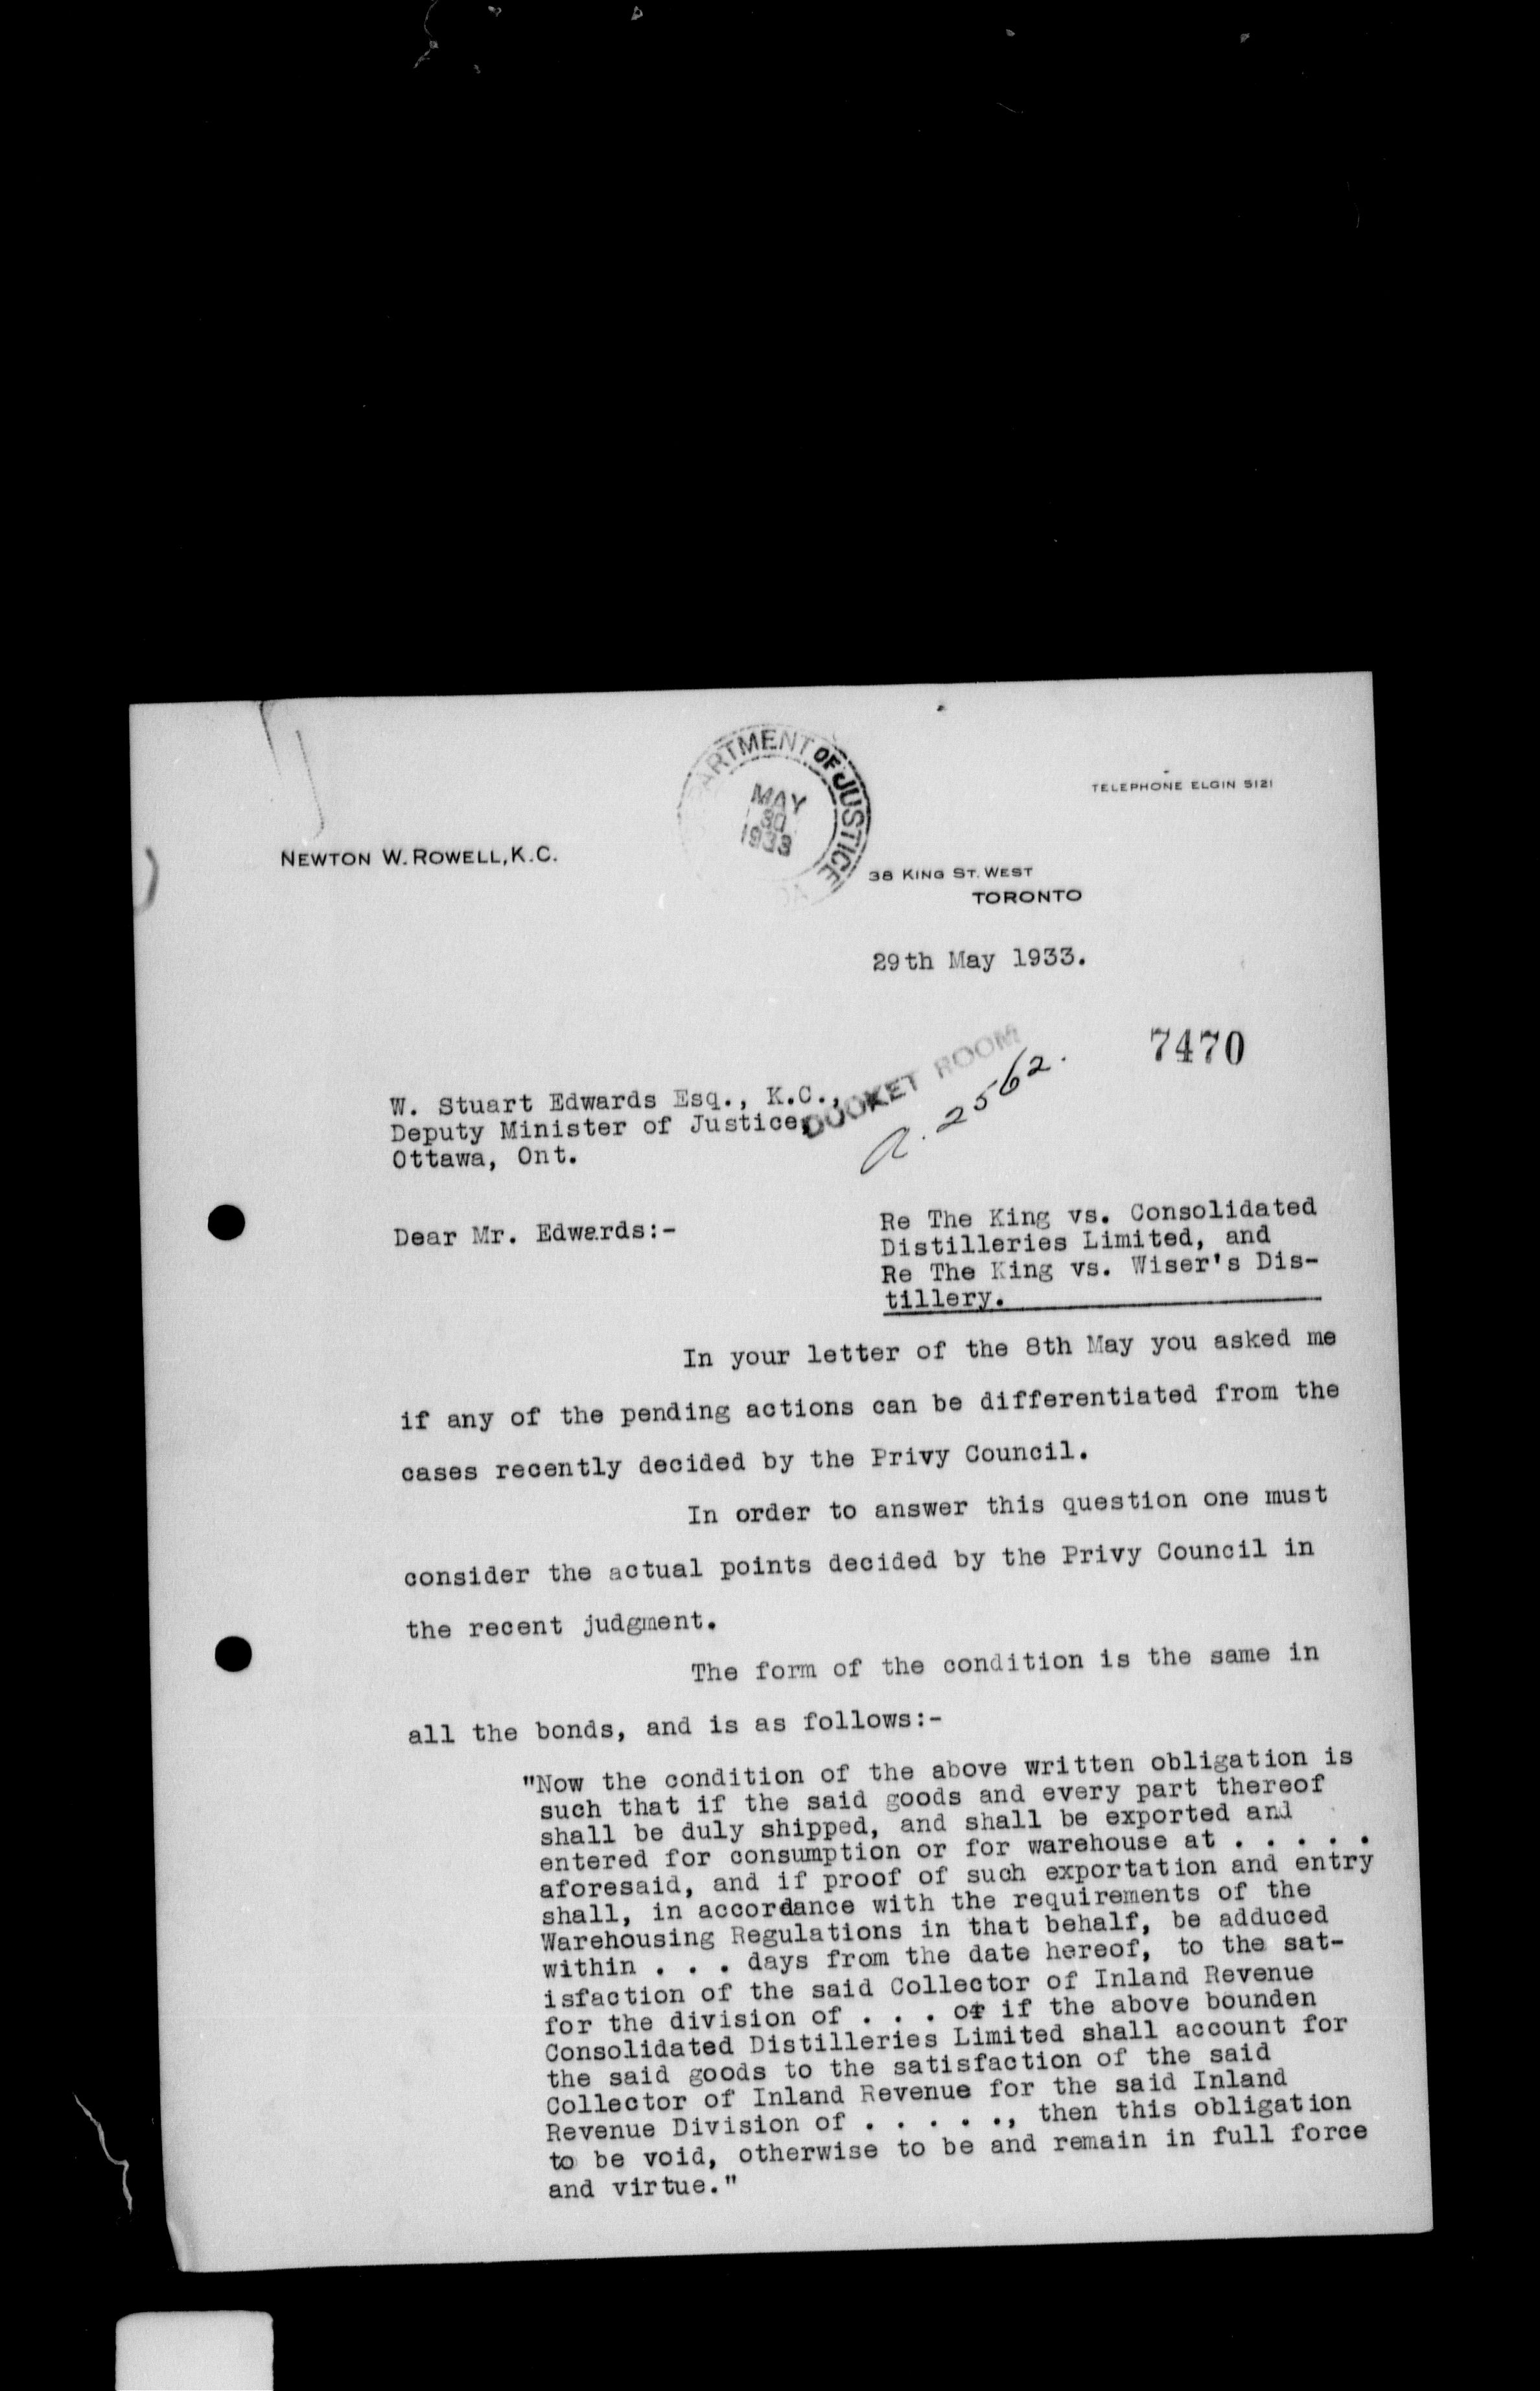 DEPARTMENT OF JUSTICE
MAY
30
1933
TELEPHONE ELGIN 5121
NEWTON W. ROWELL, K.C.
38 KING ST. WEST
TORONTO
29th May 1933.
7470
DOCKET ROOM
a. 2562.
W. Stuart Edwards Esq., K.C.,
Deputy Minister of Justice,
Ottawa, Ont.
Dear Mr. Edwards:-
Re The King vs. Consolidated
Distilleries Limited, and
Re The King vs. Wiser's Dis-
tillery.
In your letter of the 8th May you asked me
if any of the pending actions can be differentiated from the
cases recently decided by the Privy Council.
In order to answer this question one must
consider the actual points decided by the Privy Council in
the recent judgment.
The form of the condition is the same in
all the bonds, and is as follows:-
"Now the condition of the above written obligation is
such that if the said goods and every part thereof
shall be duly shipped, and shall be exported and
entered for consumption or for warehouse at . . . . .
aforesaid, and if proof of such exportation and entry
shall, in accordance with the requirements of the
Warehousing Regulations in that behalf, be adduced
within . . . days from the date hereof, to the sat-
isfaction of the said Collector of Inland Revenue
for the division of . . . or if the above bounden
Consolidated Distilleries Limited shall account for
the said goods to the satisfaction of the said
Collector of Inland Revenue for the said Inland
Revenue Division of . . . . ., then this obligation
to be void, otherwise to be and remain in full force
and virtue."